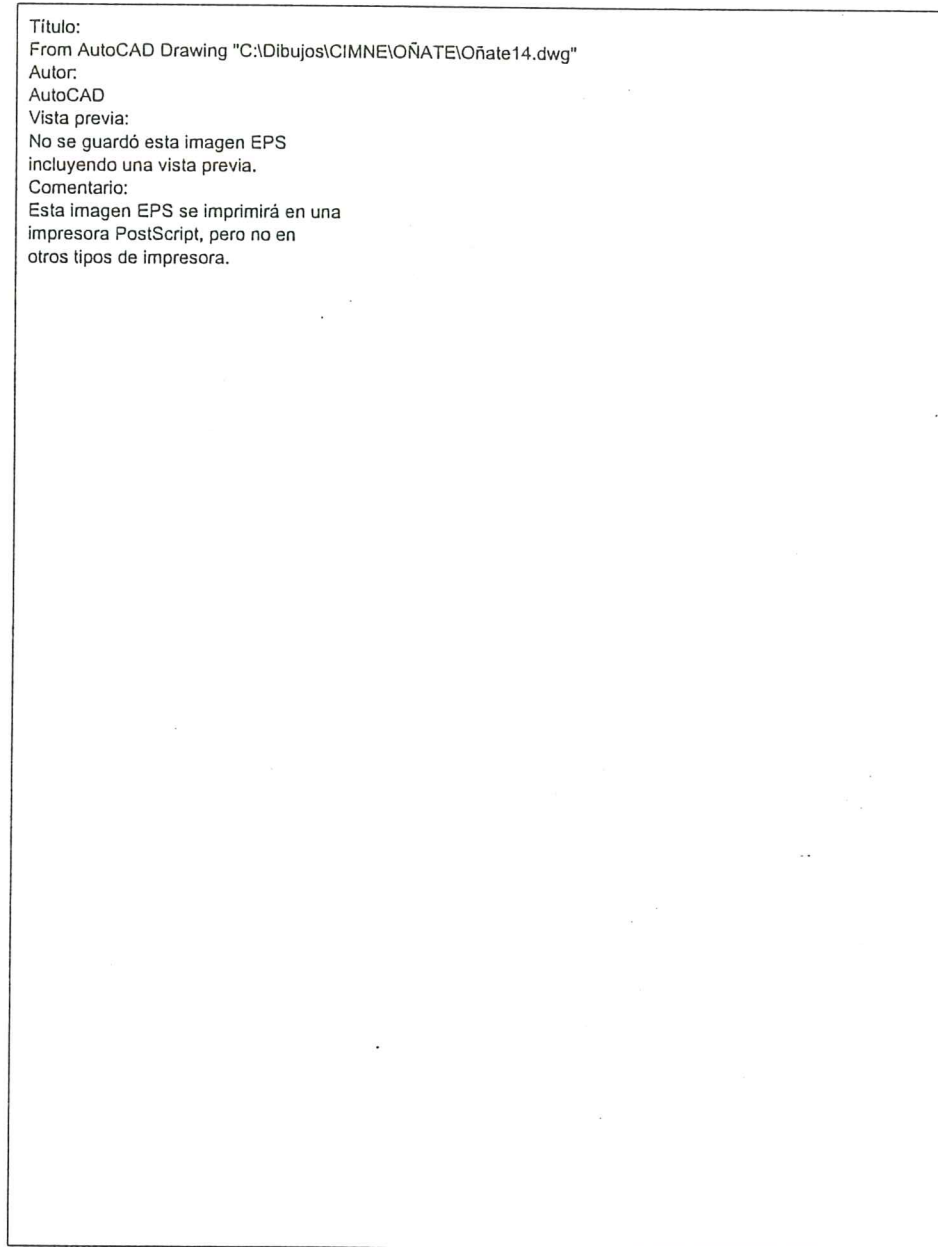 Título:
From AutoCAD Drawing "C:\Dibujos\CIMNE\OÑATE\Oñate14.dwg"
Autor:
AutoCAD
Vista previa:
No se guardó esta imagen EPS
incluyendo una vista previa.
Comentario:
Esta imagen EPS se imprimirá en una
impresora PostScript, pero no en
otros tipos de impresora.